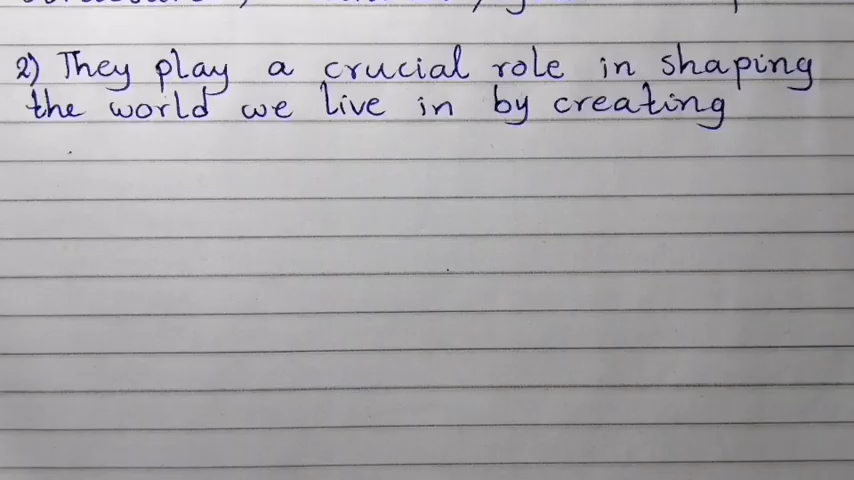 2) They play a crucial role in shaping
the world we live in by creating